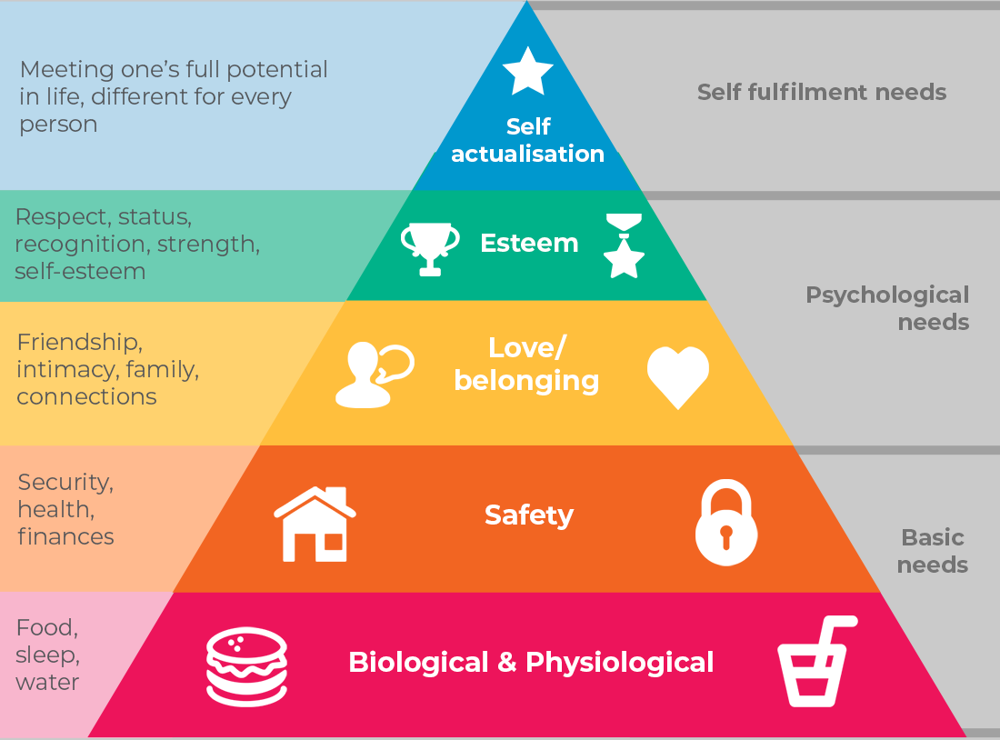 Meeting one’s full potential
in life, different for every
person
Self
actualisation
Self fulfilment needs
Respect, status,
recognition, strength,
self-esteem
Esteem
Psychological
needs
Friendship,
intimacy, family,
connections
Love/
belonging
Security,
health,
finances
Safety
Basic
needs
Food,
sleep,
water
Biological & Physiological